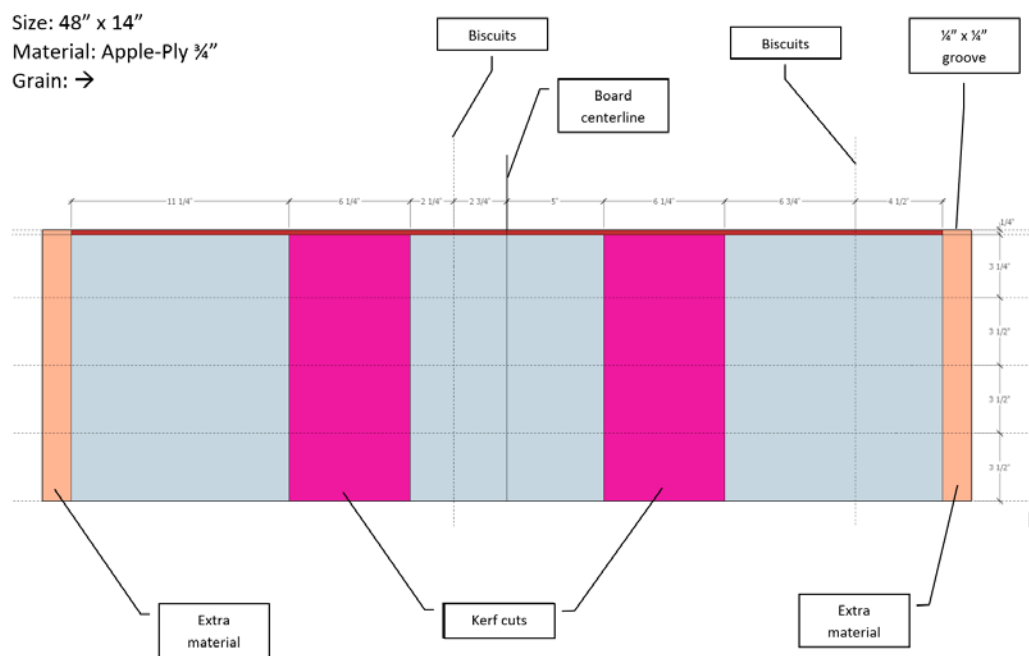 Size: 48” x 14”
Material: Apple-Ply ¾”
Grain: →
Biscuits
Biscuits
¼” x ¼”
groove
Board
centerline
11 1/4"
6 1/4"
2 1/4"
2 3/4"
5"
6 1/4"
6 3/4"
4 1/2"
1/4"
3 1/4"
3 1/2"
3 1/2"
3 1/2"
Extra
material
Kerf cuts
Extra
material